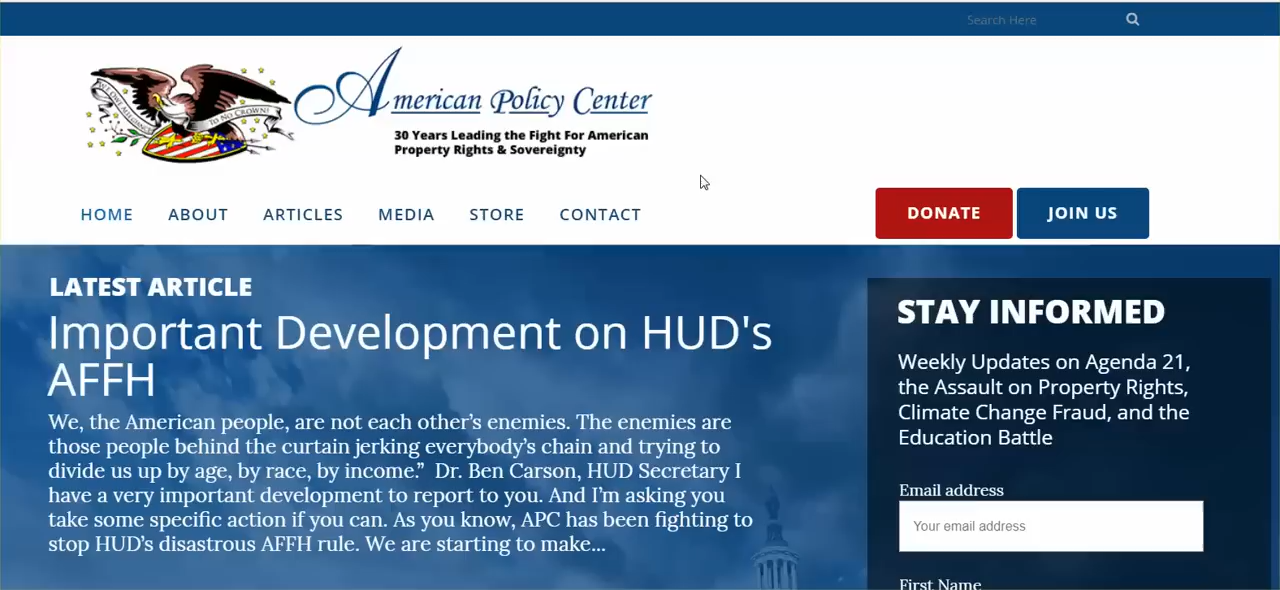 Search Here
WE OWE ALLEGIANCE
TO NO CROWN!
American Policy Center
30 Years Leading the Fight For American
Property Rights & Sovereignty
HOME ABOUT ARTICLES MEDIA STORE CONTACT
DONATE JOIN US
LATEST ARTICLE
Important Development on HUD's
AFFH
We, the American people, are not each other’s enemies. The enemies are
those people behind the curtain jerking everybody’s chain and trying to
divide us up by age, by race, by income.” Dr. Ben Carson, HUD Secretary I
have a very important development to report to you. And I’m asking you
take some specific action if you can. As you know, APC has been fighting to
stop HUD’s disastrous AFFH rule. We are starting to make...
STAY INFORMED
Weekly Updates on Agenda 21,
the Assault on Property Rights,
Climate Change Fraud, and the
Education Battle
Email address
Your email address
First Name